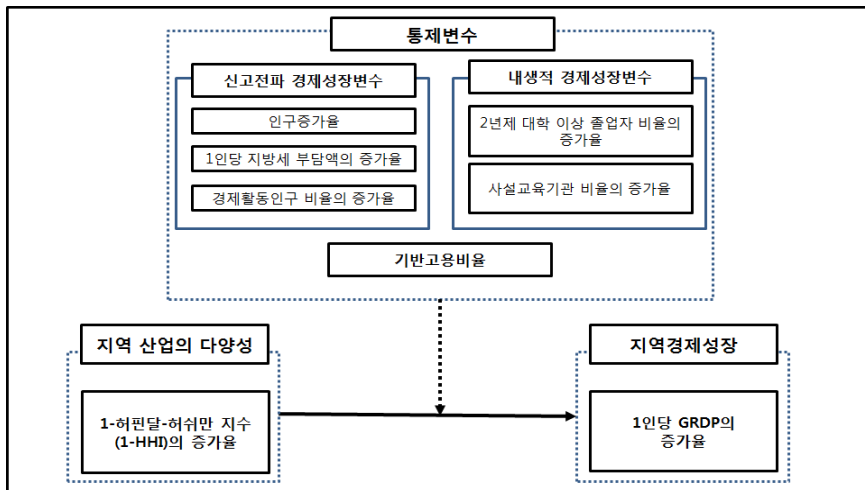 통제변수
신고전파 경제성장변수
인구증가율
1인당 지방세 부담액의 증가율
경제활동인구 비율의 증가율
내생적 경제성장변수
2년제 대학 이상 졸업자 비율의
증가율
사설교육기관 비율의 증가율
기반고용비율
지역 산업의 다양성
1-허핀달-허쉬만 지수
(1-HHI)의 증가율
지역경제성장
1인당 GRDP의
증가율